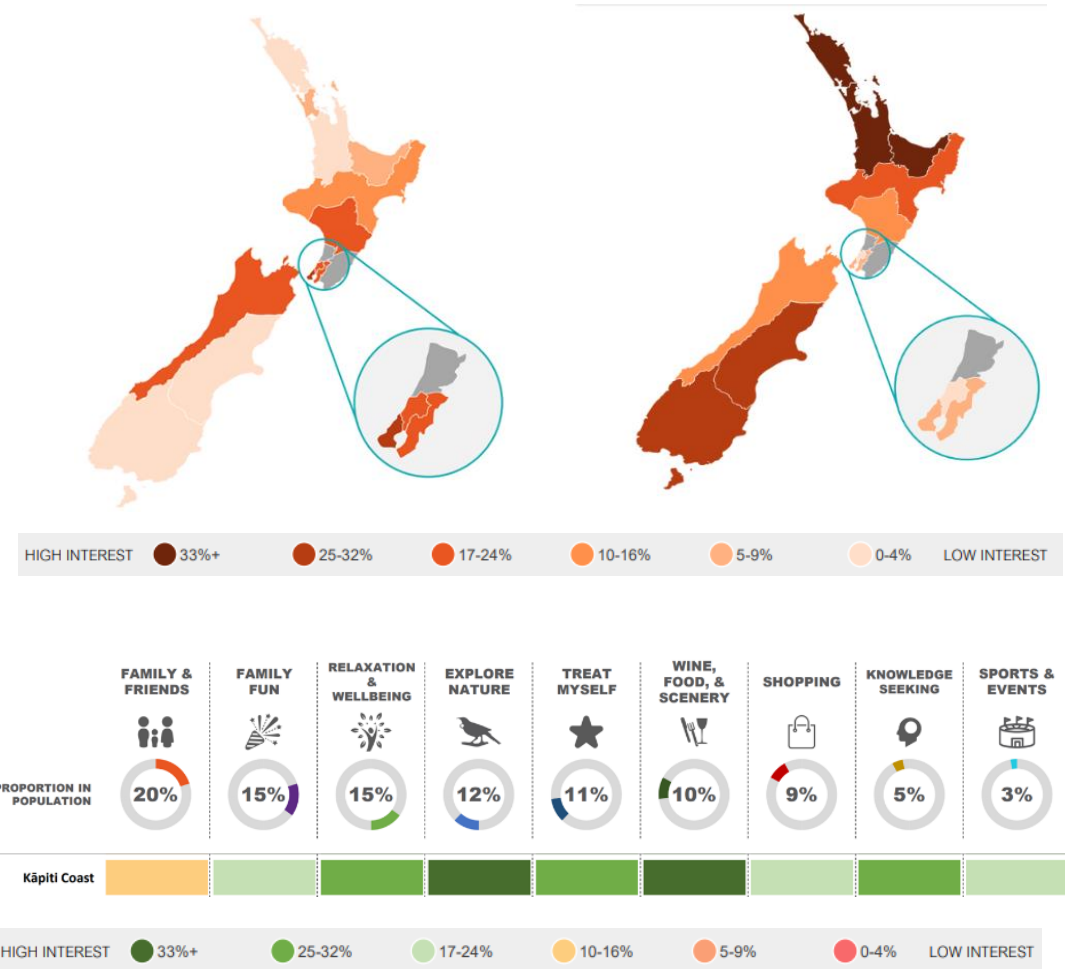 HIGH INTEREST 33%+ 25-32% 17-24% 10-16% 5-9% 0-4% LOW INTEREST
FAMILY & FRIENDS
FAMILY FUN
RELAXATION & WELLBEING
EXPLORE NATURE
TREAT MYSELF
WINE, FOOD, & SCENERY
SHOPPING
KNOWLEDGE SEEKING
SPORTS & EVENTS
PROPORTION IN POPULATION
20% 15% 15% 12% 11% 10% 9% 5% 3%
Kāpiti Coast
HIGH INTEREST 33%+ 25-32% 17-24% 10-16% 5-9% 0-4% LOW INTEREST